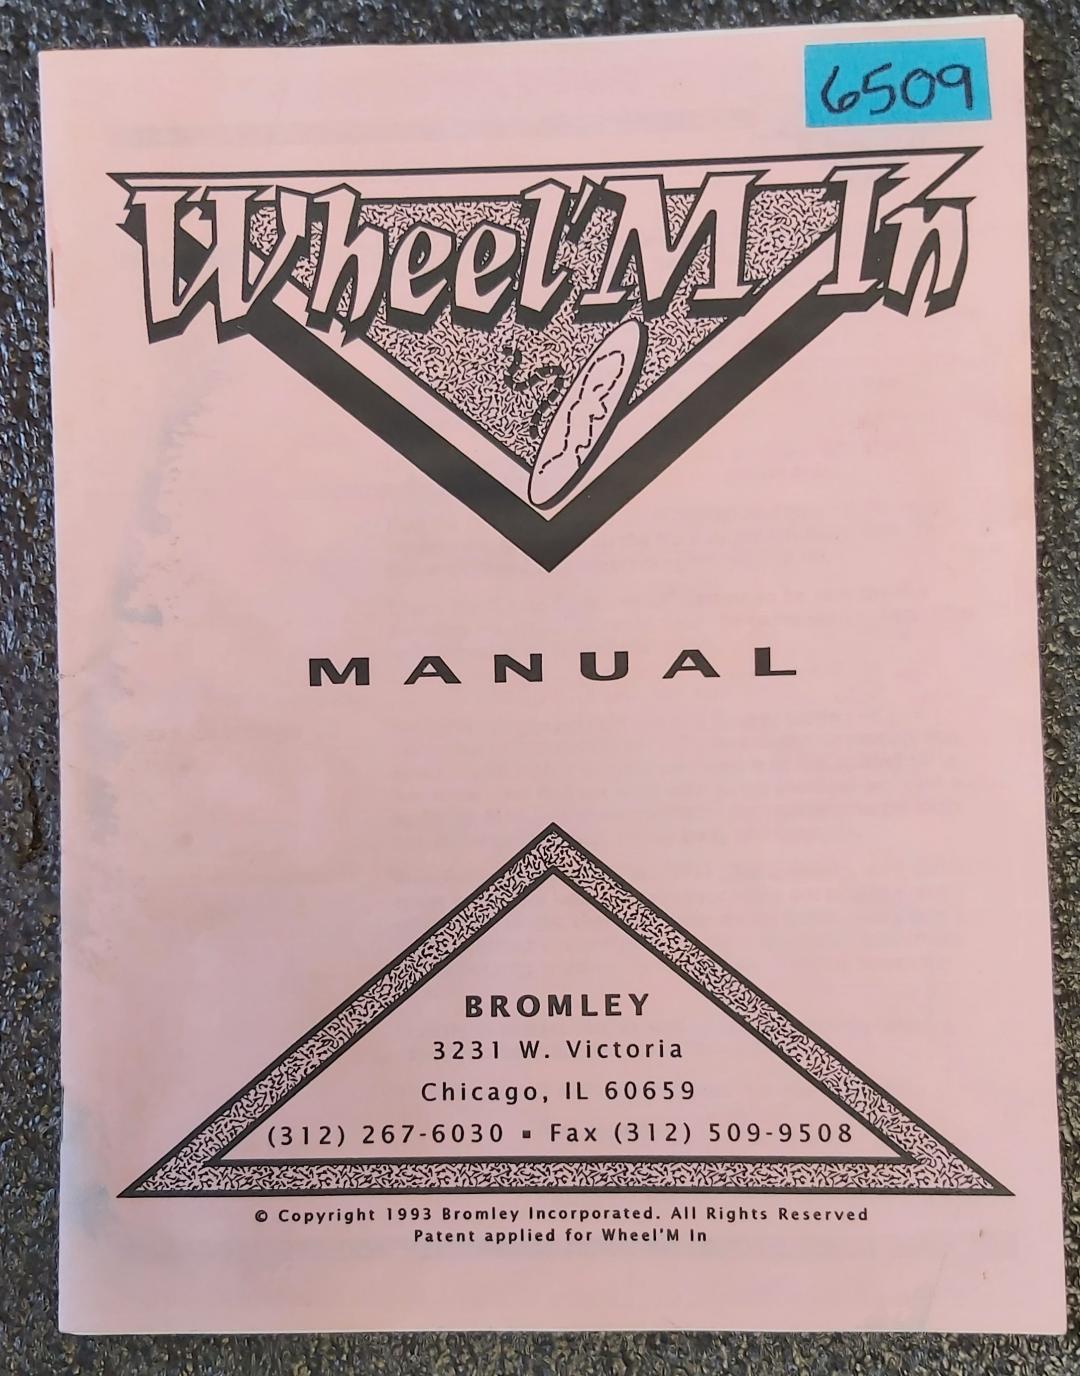 6509
Wheel'M In
MANUAL
BROMLEY
3231 W. Victoria
Chicago, IL 60659
(312) 267-6030 ▪ Fax (312) 509-9508
© Copyright 1993 Bromley Incorporated. All Rights Reserved
Patent applied for Wheel'M In